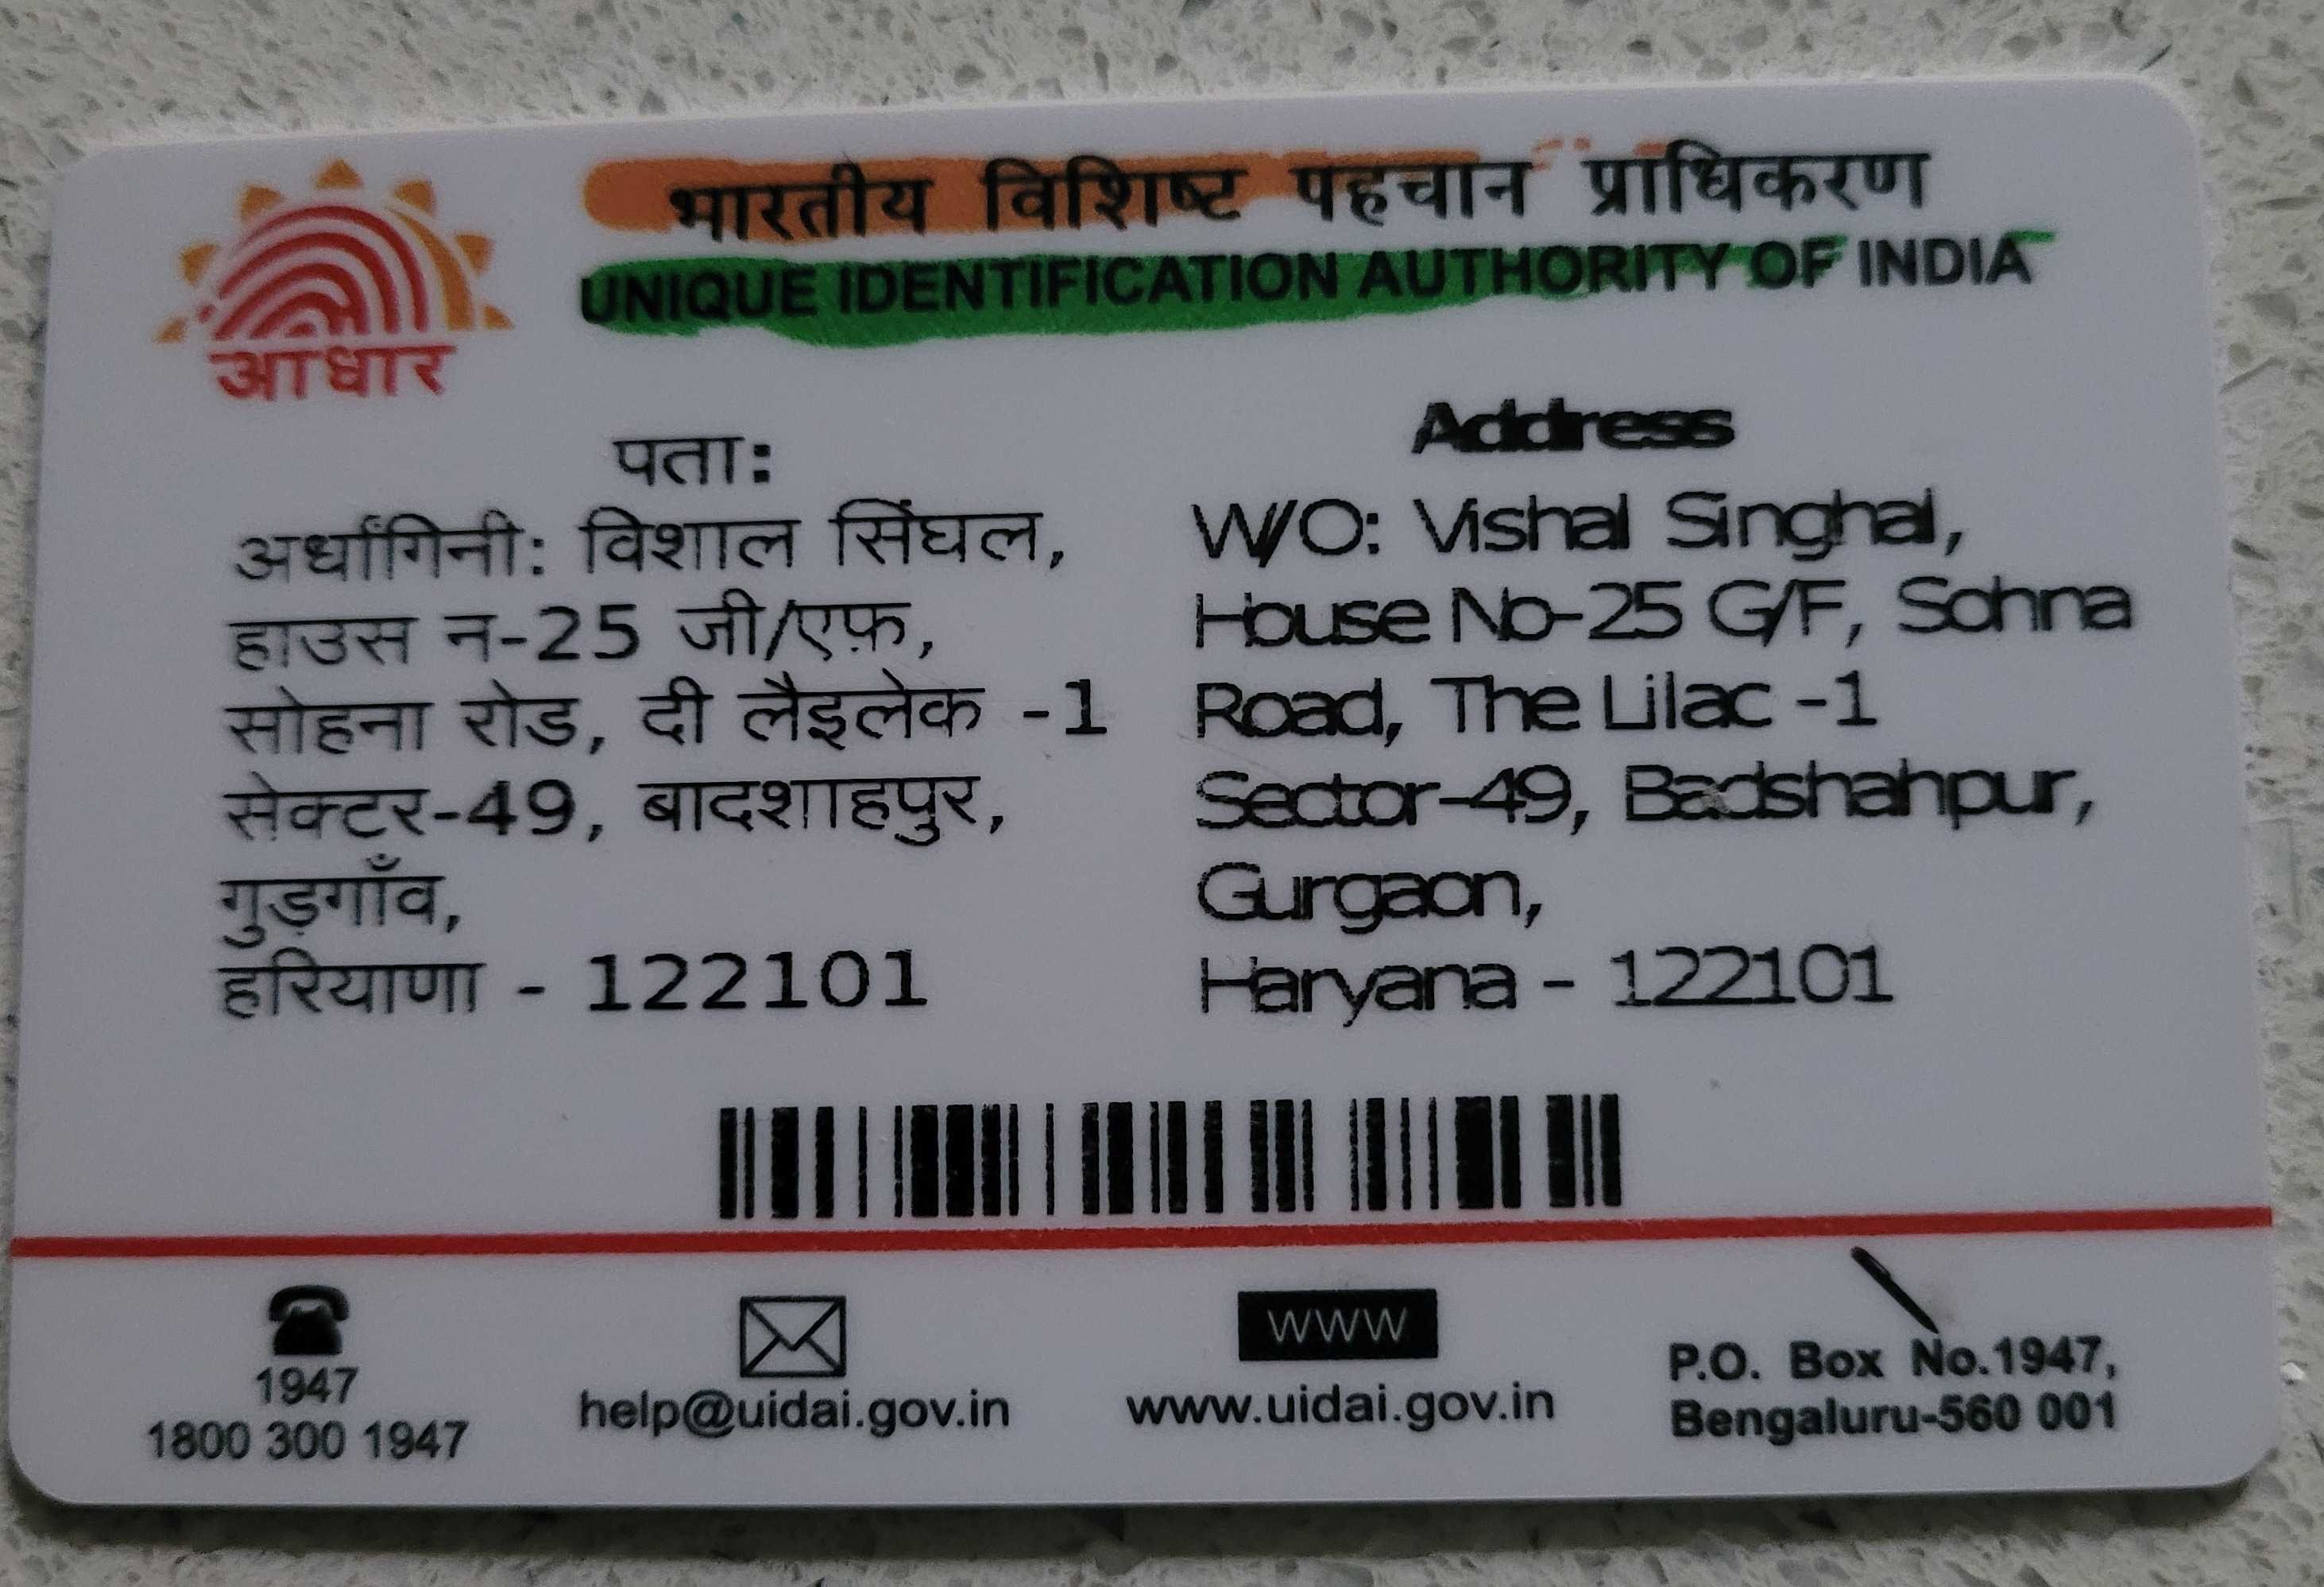 भारतीय विशिष्ट पहचान प्राधिकरण
UNIQUE IDENTIFICATION AUTHORITY OF INDIA
आधार
पता:
अर्धांगिनी: विशाल सिंघल,
हाउस न-25 जी/एफ़,
सोहना रोड, दी लैइलेक -1
सेक्टर-49, बादशाहपुर,
गुड़गाँव,
हरियाणा - 122101
Address
W/O: Vishal Singhal,
House No-25 G/F, Sohna
Road, The Lilac -1
Sector-49, Badshahpur,
Gurgaon,
Haryana - 122101
1947
1800 300 1947
help@uidai.gov.in
WWW
www.uidai.gov.in
P.O. Box No.1947,
Bengaluru-560 001